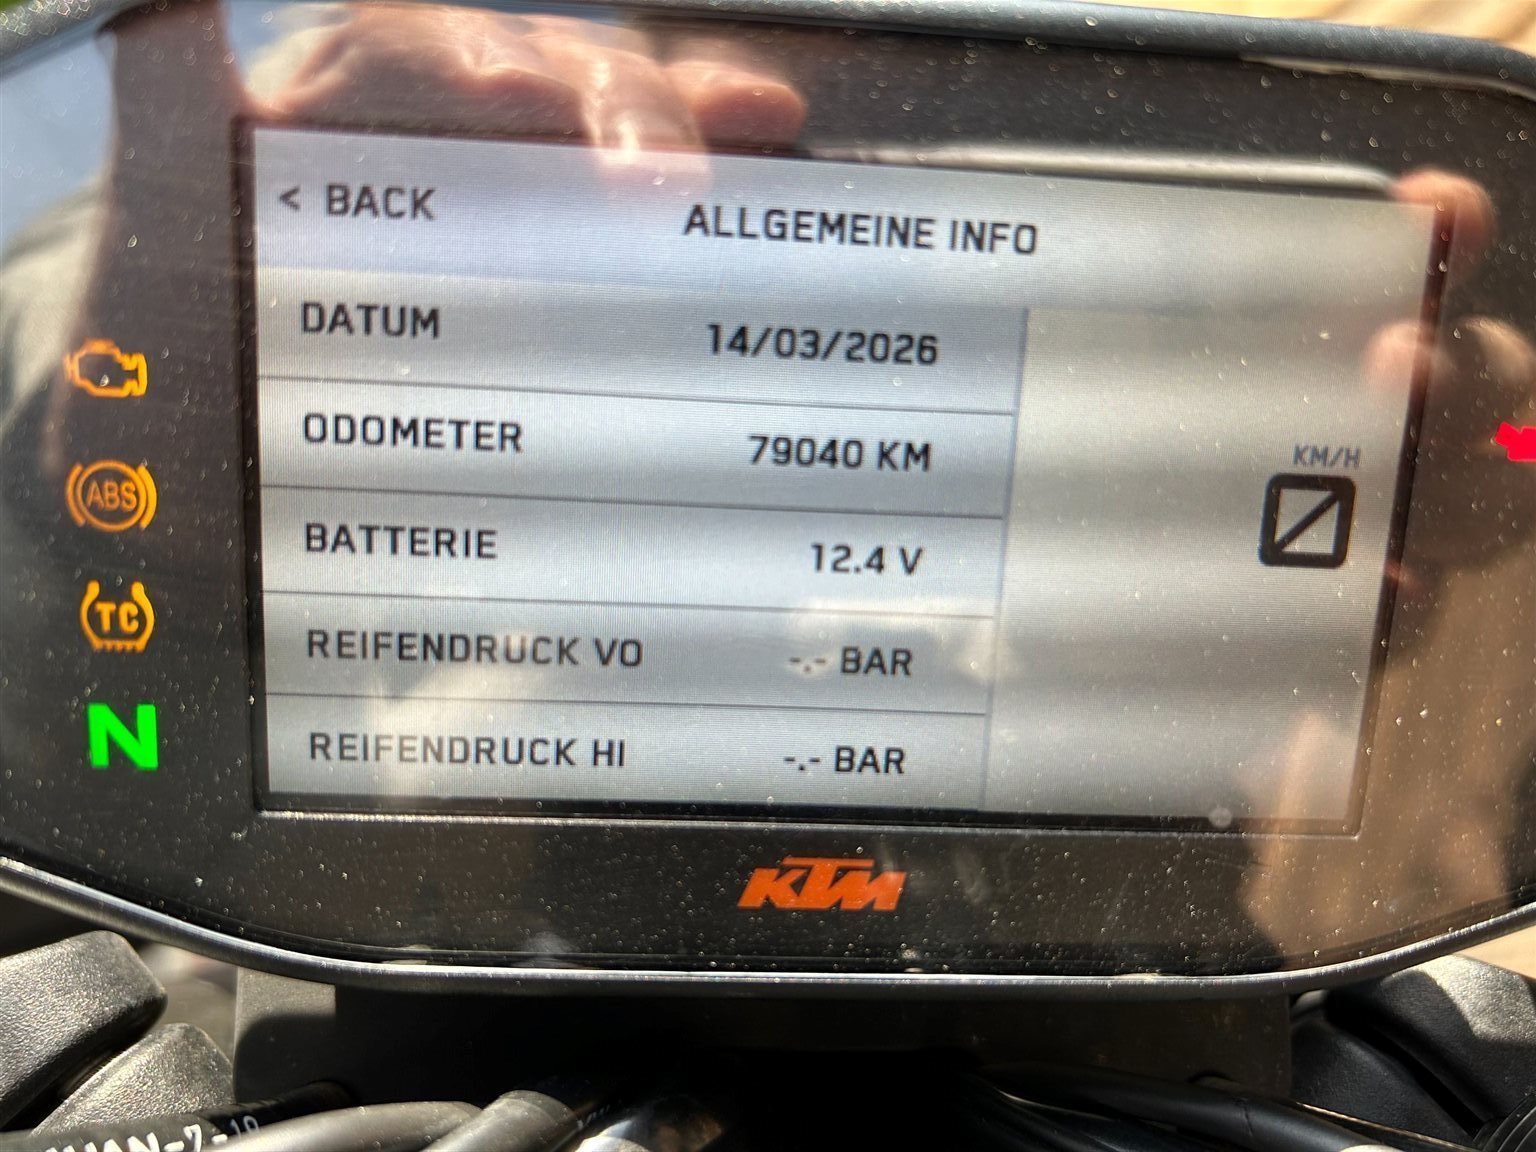 < BACK
ALLGEMEINE INFO
DATUM 14/03/2026
ODOMETER 79040 KM
BATTERIE 12.4 V
REIFENDRUCK VO -.- BAR
REIFENDRUCK HI -.- BAR
KM/H
ABS
TC
N
KTM